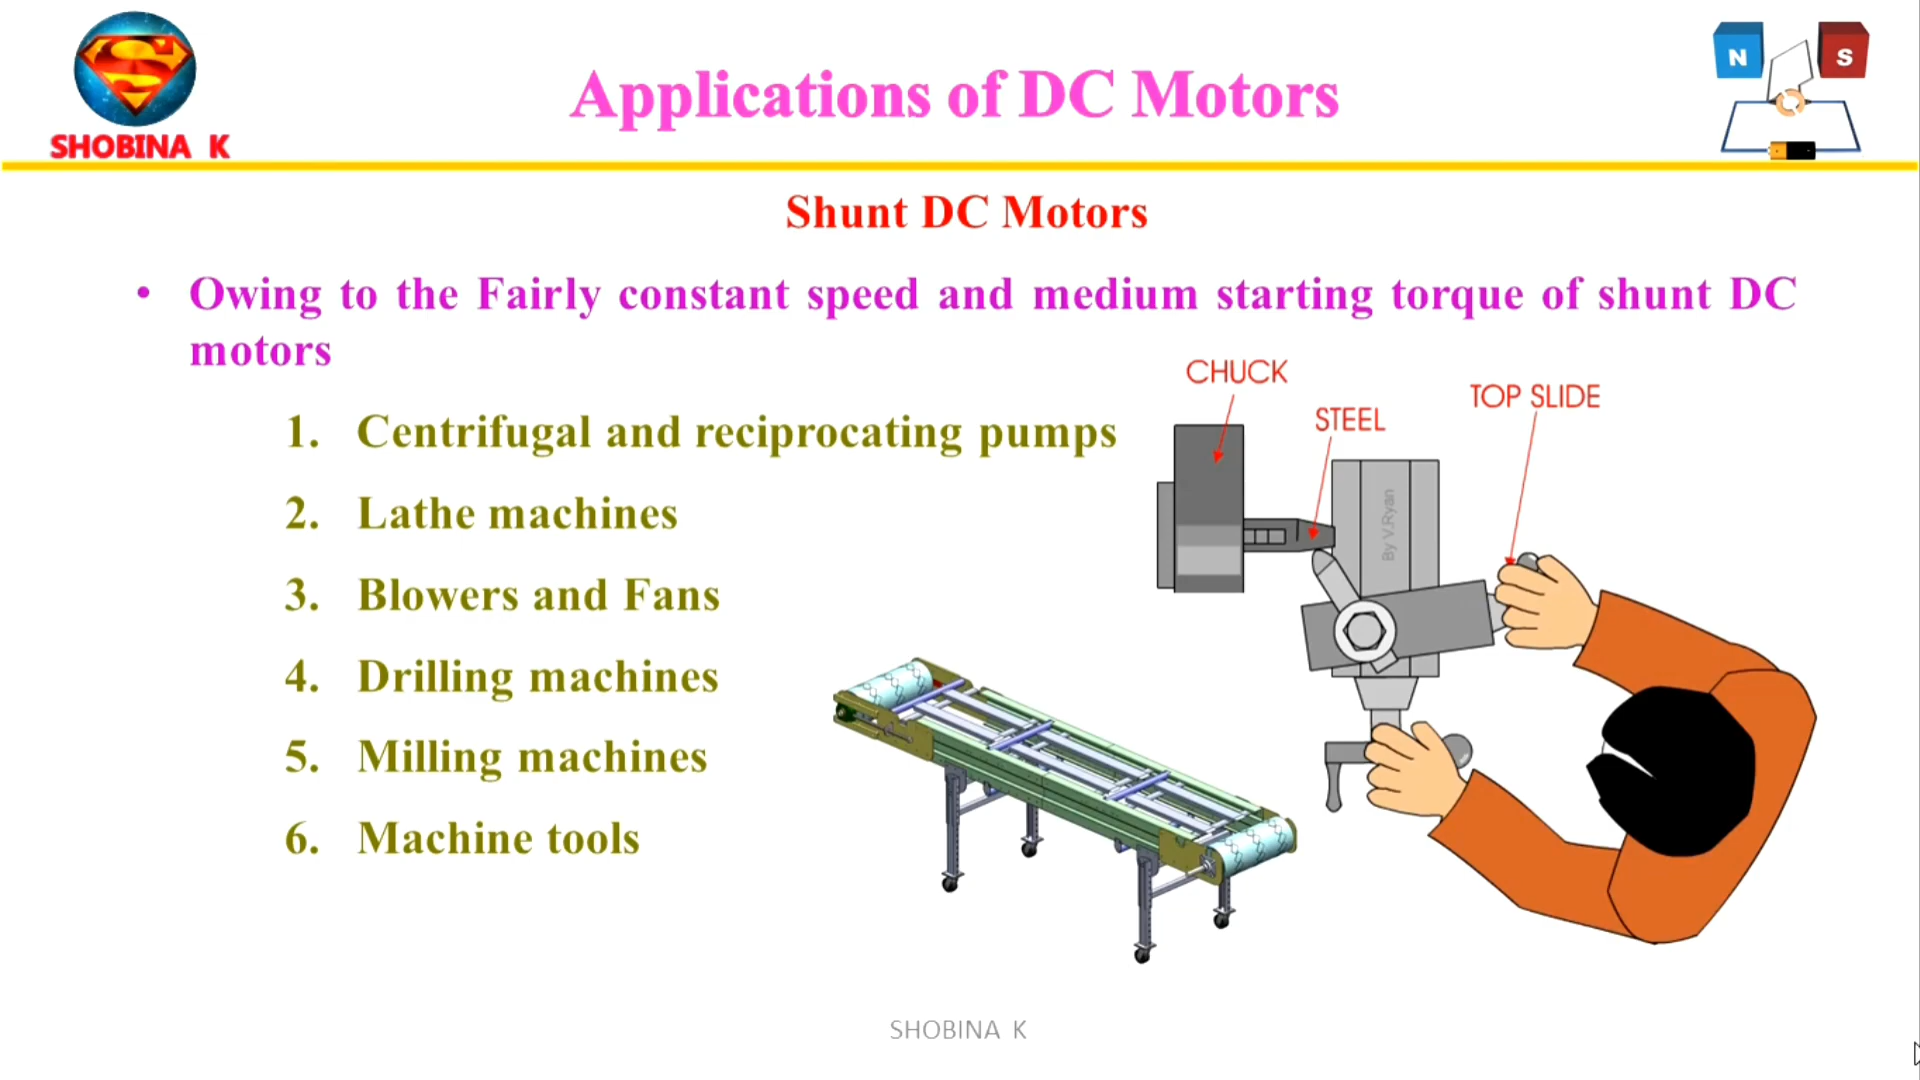 SHOBINA K
Applications of DC Motors
N
S
Shunt DC Motors
• Owing to the Fairly constant speed and medium starting torque of shunt DC
motors
1. Centrifugal and reciprocating pumps
2. Lathe machines
3. Blowers and Fans
4. Drilling machines
5. Milling machines
6. Machine tools
CHUCK
STEEL
TOP SLIDE
By V.Ryan
SHOBINA K